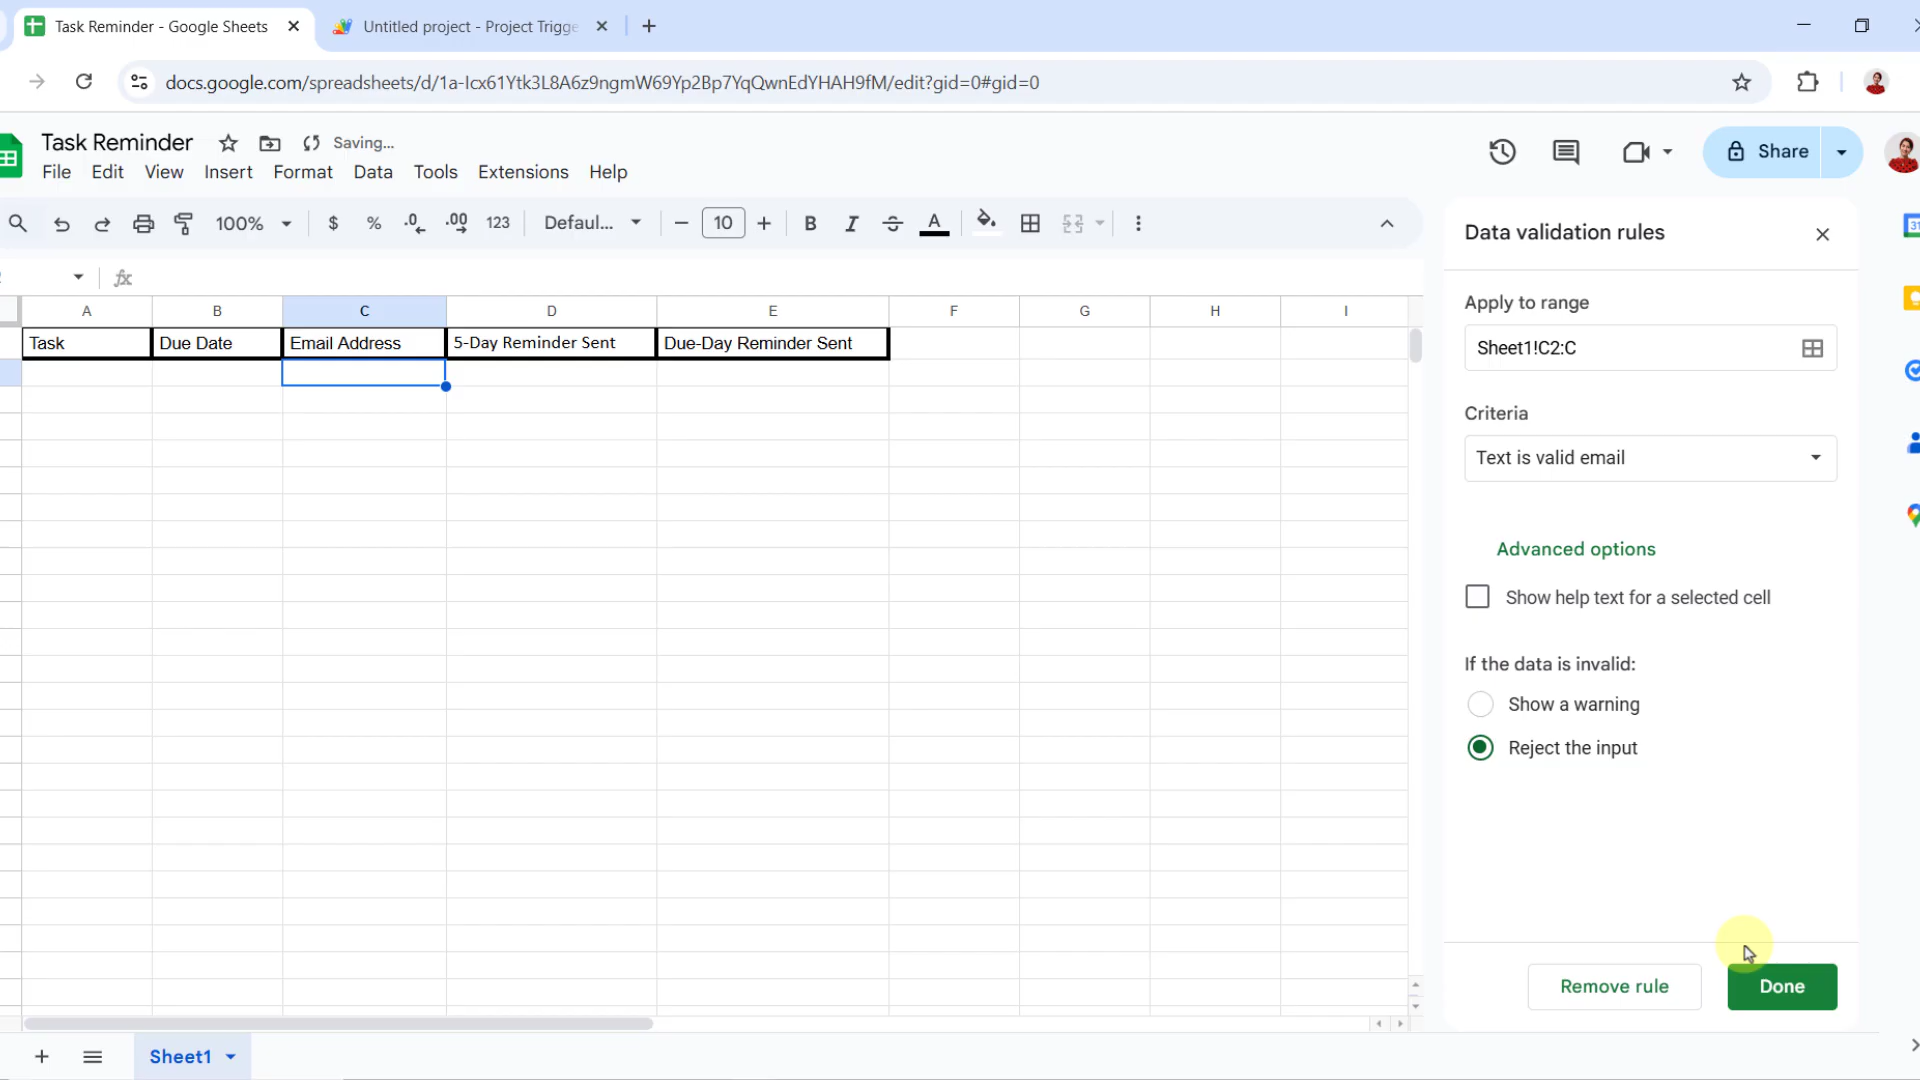 Task Reminder - Google Sheets
Untitled project - Project Trigge
docs.google.com/spreadsheets/d/1a-Icx61Ytk3L8A6z9ngmW69Yp2Bp7YqQwnEdYHAH9fM/edit?gid=0#gid=0
Task Reminder
Saving...
File Edit View Insert Format Data Tools Extensions Help
Share
100% $ % .0 .00 123 Defaul... 10 B I S A
Data validation rules
Apply to range
Sheet1!C2:C
Criteria
Text is valid email
Advanced options
Show help text for a selected cell
If the data is invalid:
Show a warning
Reject the input
Remove rule
Done
fx
A B C D E F G H I
Task Due Date Email Address 5-Day Reminder Sent Due-Day Reminder Sent
Sheet1